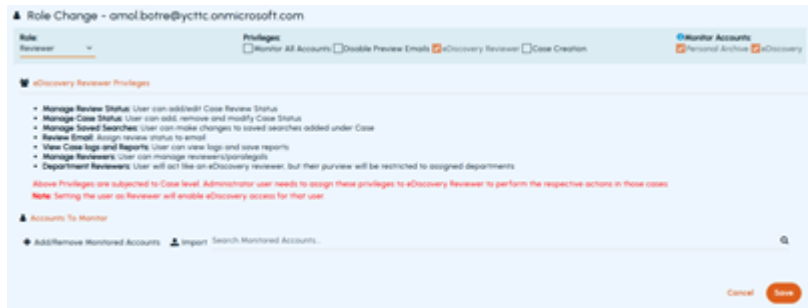 Role Change - amol.botre@ycttc.onmicrosoft.com
Role:
Reviewer
Privileges:
Monitor All Accounts Disable Preview Emails eDiscovery Reviewer Case Creation
Monitor Accounts:
Personal Archive eDiscovery
eDiscovery Reviewer Privileges
• Manage Review Status: User can add/edit Case Review Status
• Manage Case Status: User can add, remove and modify Case Status
• Manage Saved Searches: User can make changes to saved searches added under Case
• Review Email: Assign review status to email
• View Case logs and Reports: User can view logs and save reports
• Manage Reviewers: User can manage reviewers/paralegals
• Department Reviewers: User will act like an eDiscovery reviewer, but their purview will be restricted to assigned departments
Above Privileges are subjected to Case level. Administrator user needs to assign these privileges to eDiscovery Reviewer to perform the respective actions in those cases
Note: Setting the user as Reviewer will enable eDiscovery access for that user.
Accounts To Monitor
Add/Remove Monitored Accounts Import Search Monitored Accounts...
Cancel Save